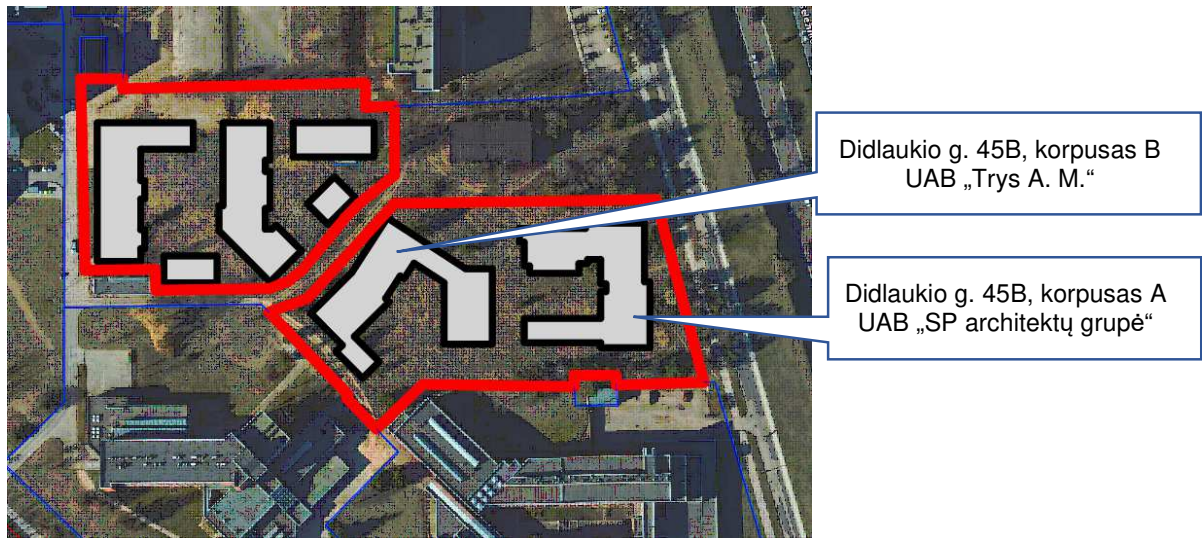 Didlaukio g. 45B, korpusas B
UAB „Trys A. M.“
Didlaukio g. 45B, korpusas A
UAB „SP architektų grupė“